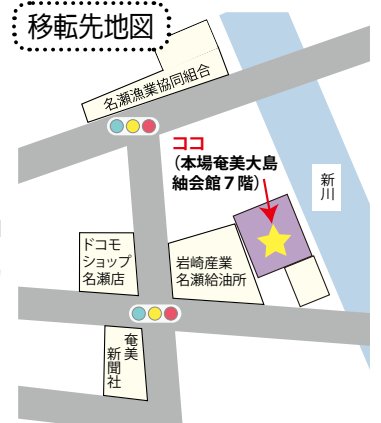 移転先地図
名瀬漁業協同組合
ココ
(本場奄美大島
紬会館7階)
新川
ドコモ
ショップ
名瀬店
岩崎産業
名瀬給油所
奄美
新聞社